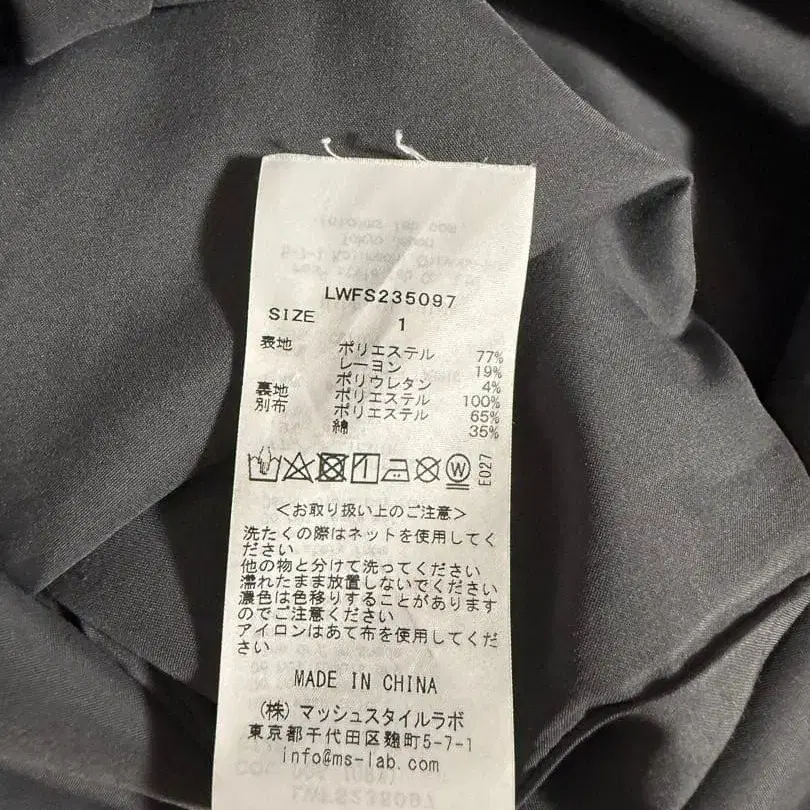 LWFS235097
SIZE 1
表地 ポリエステル 77%
レーヨン 19%
ポリウレタン 4%
裏地 ポリエステル 100%
別布 ポリエステル 65%
綿 35%
W E027
<お取り扱い上のご注意>
洗たくの際はネットを使用してく
ださい
他の物と分けて洗ってください
濡れたまま放置しないでください
濃色は色移りすることがあります
のでご注意ください
アイロンはあて布を使用してくだ
さい
MADE IN CHINA
(株) マッシュスタイルラボ
東京都千代田区麹町5-7-1
info@ms-lab.com